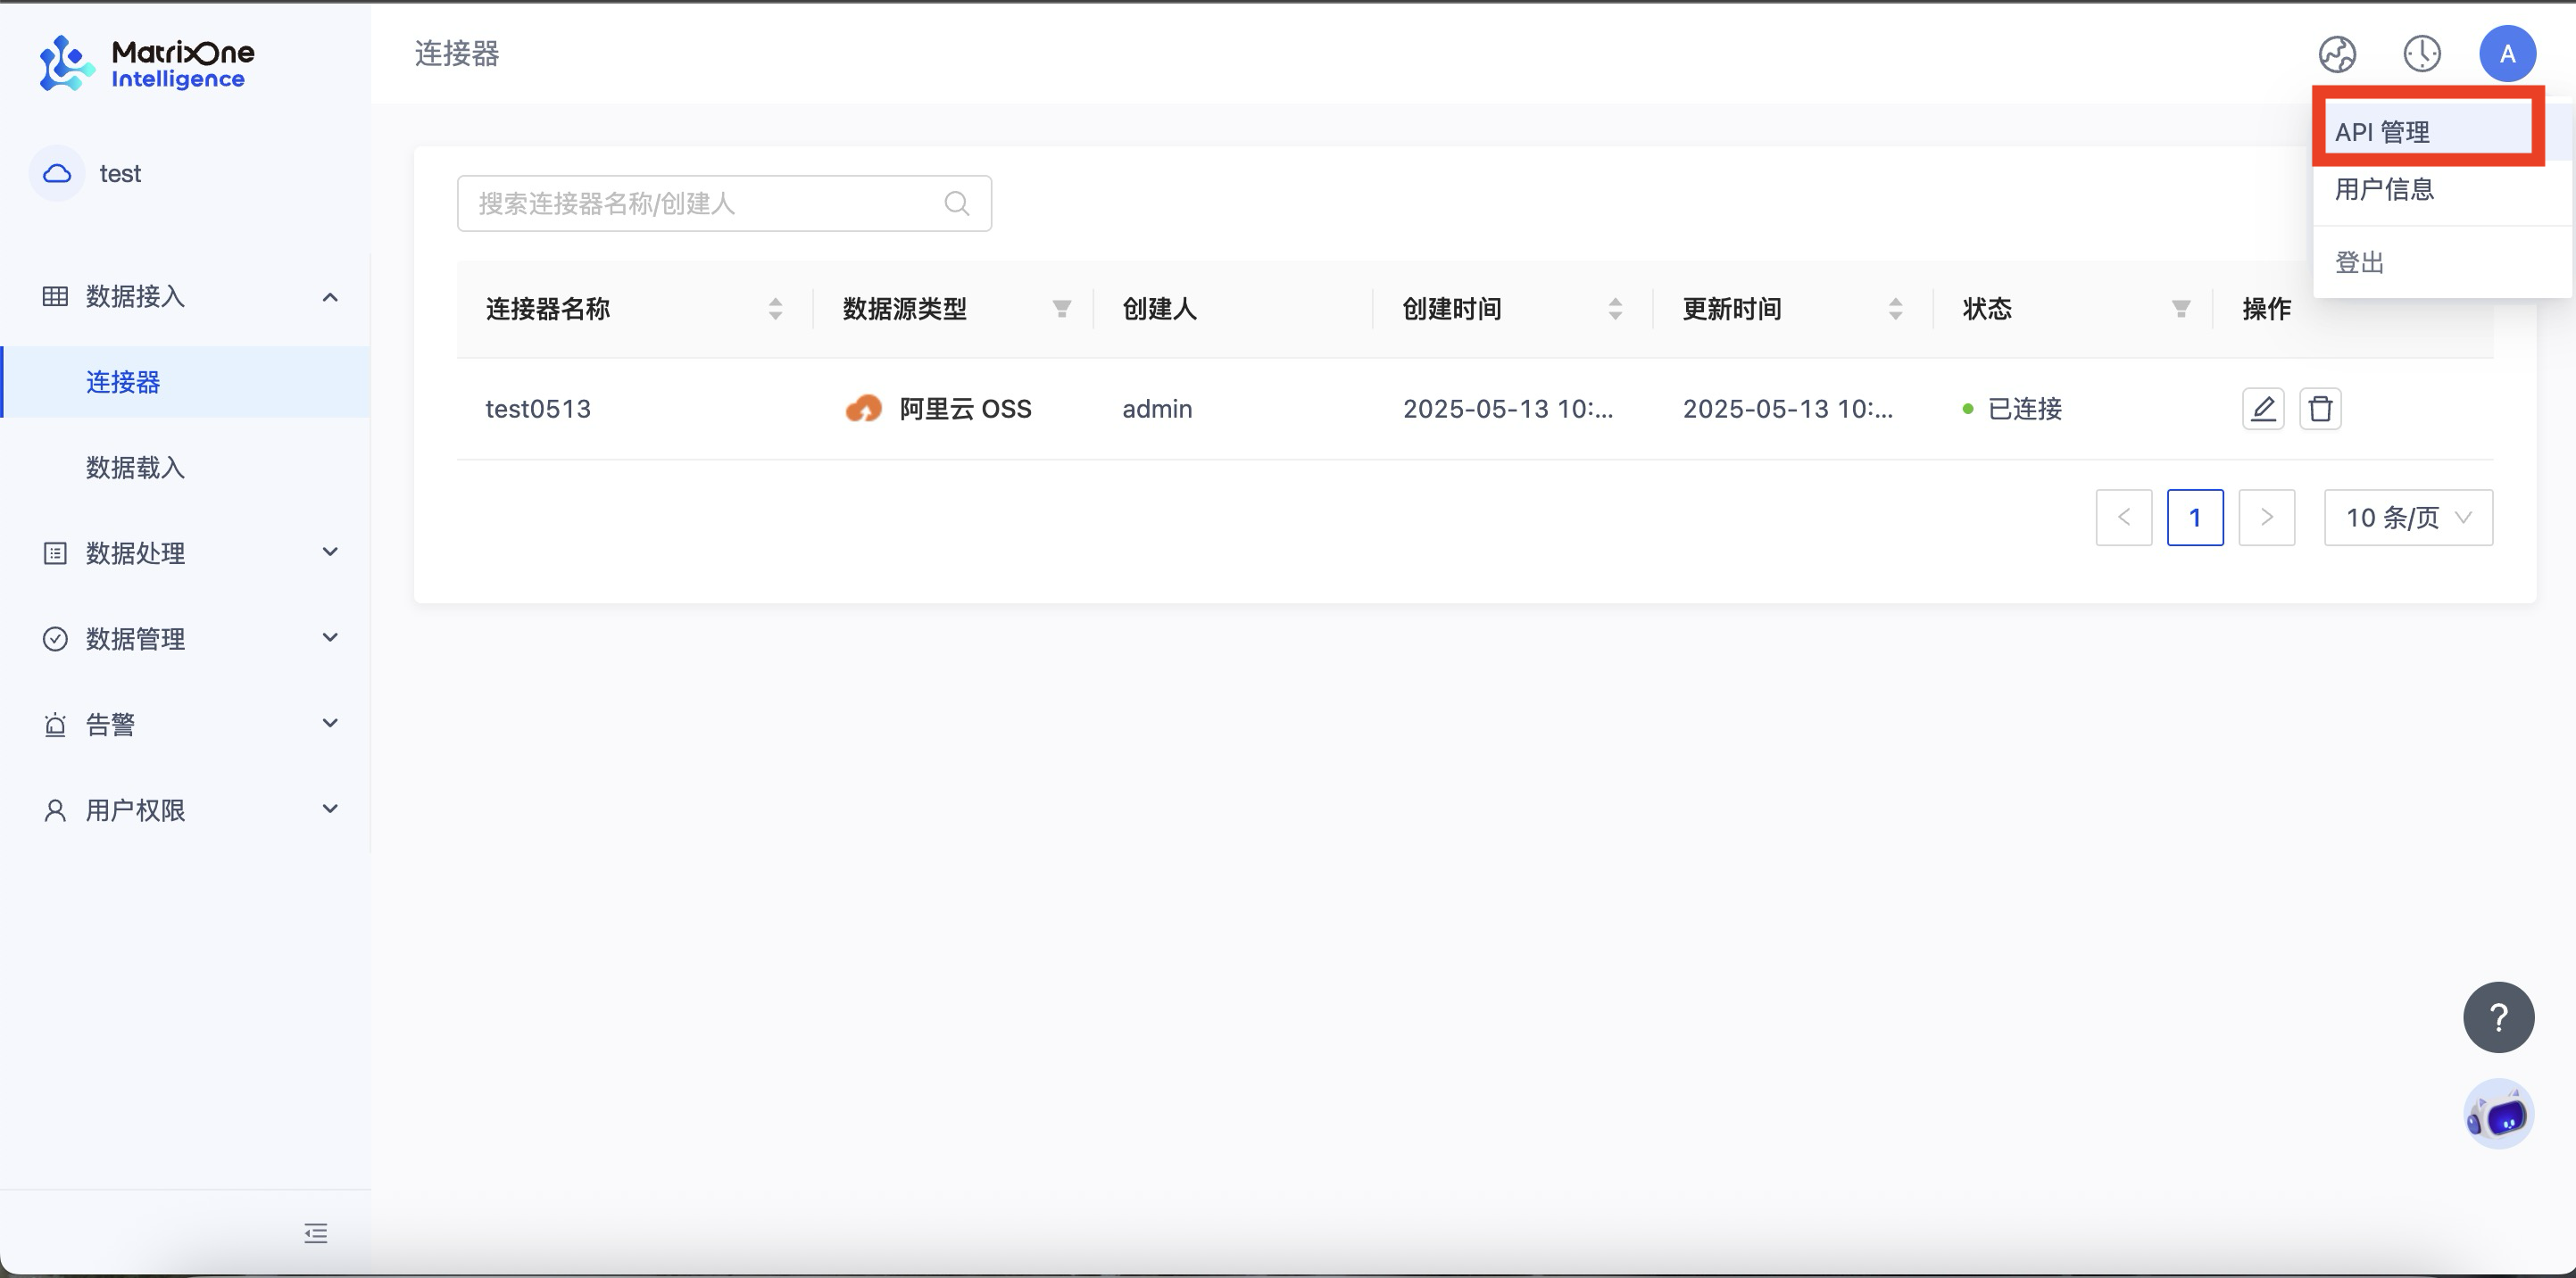 MatrixOne
Intelligence
连接器
A
test
API 管理
用户信息
登出
搜索连接器名称/创建人
数据接入
连接器
数据载入
数据处理
数据管理
告警
用户权限
连接器名称 数据源类型 创建人 创建时间 更新时间 状态 操作
test0513 阿里云 OSS admin 2025-05-13 10:... 2025-05-13 10:... 已连接
< 1 > 10 条/页
?